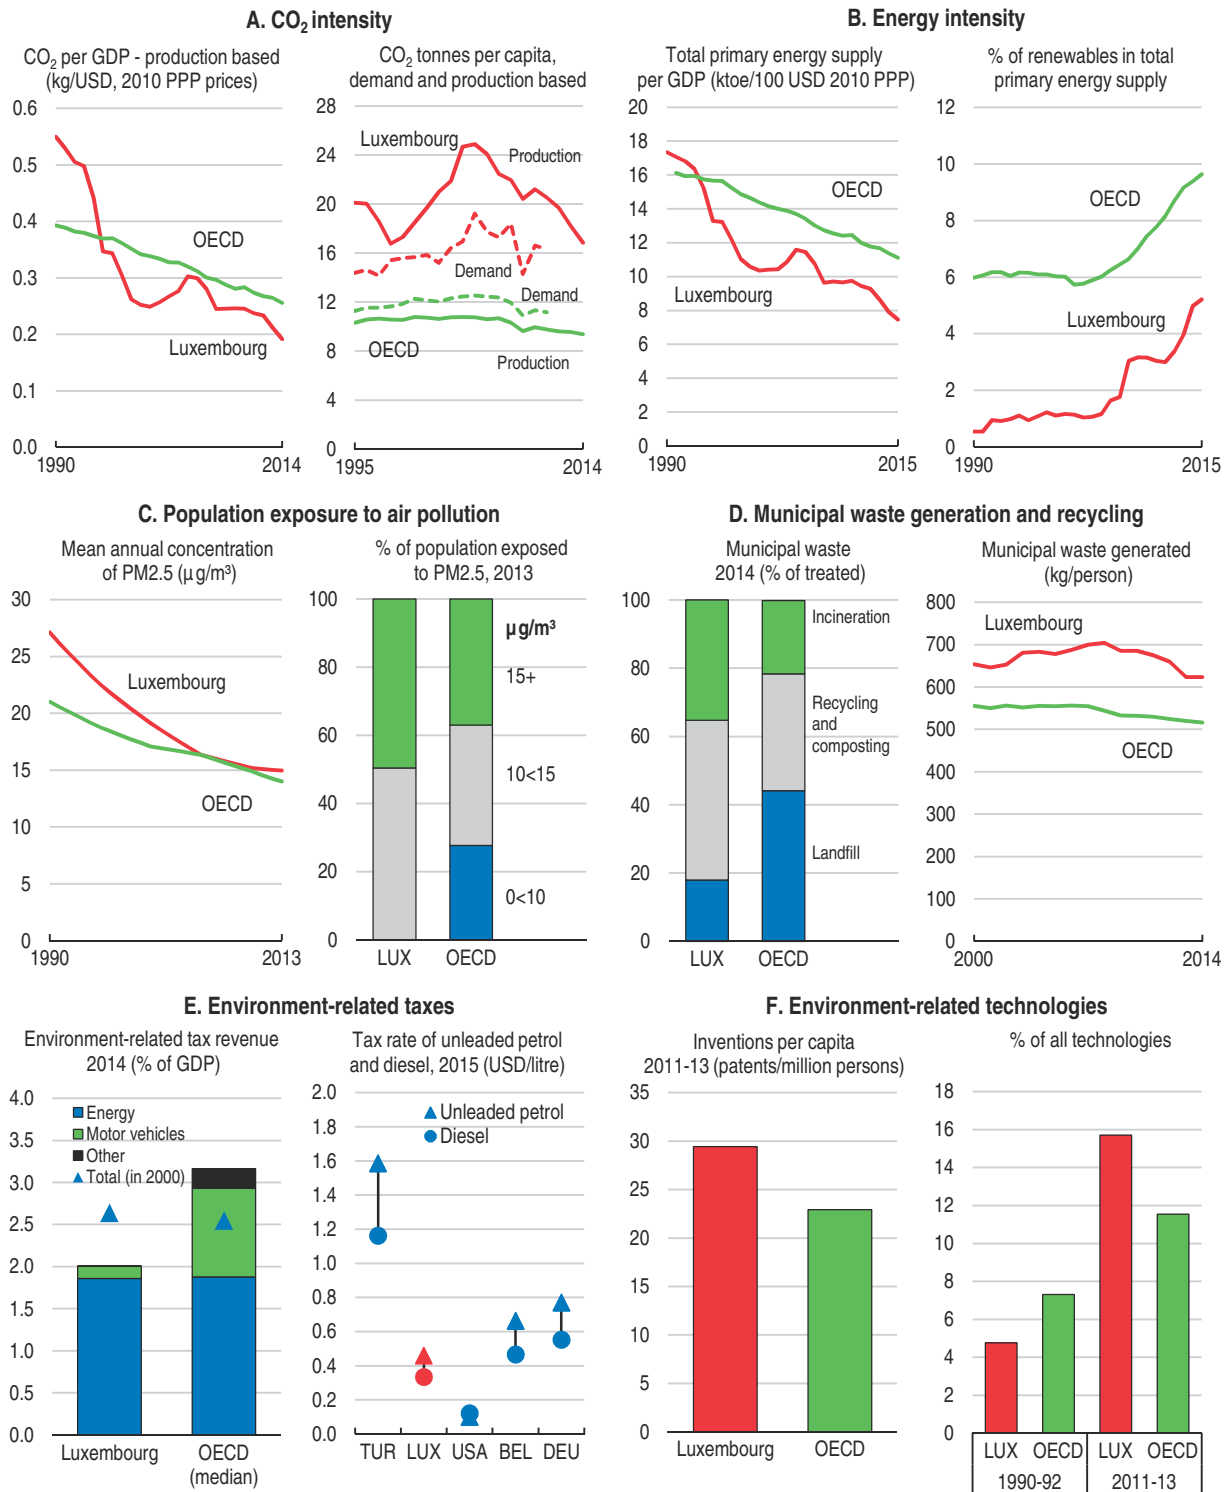 A. CO2 intensity
CO2 per GDP - production based
(kg/USD, 2010 PPP prices)
0.6
0.5
0.4
0.3
0.2
0.1
0.0
OECD
Luxembourg
1990
2014
CO2 tonnes per capita,
demand and production based
28
24
20
16
12
8
4
0
Luxembourg
Production
Demand
Demand
OECD
Production
1995
2014
B. Energy intensity
Total primary energy supply
per GDP (ktoe/100 USD 2010 PPP)
20
18
16
14
12
10
8
6
4
2
0
OECD
Luxembourg
1990
2015
% of renewables in total
primary energy supply
12
10
8
6
4
2
0
OECD
Luxembourg
1990
2015
C. Population exposure to air pollution
Mean annual concentration
of PM2.5 (µg/m³)
30
25
20
15
10
5
0
Luxembourg
OECD
1990
2013
% of population exposed
to PM2.5, 2013
100
80
60
40
20
0
µg/m³
15+
10<15
0<10
LUX
OECD
D. Municipal waste generation and recycling
Municipal waste
2014 (% of treated)
100
80
60
40
20
0
Incineration
Recycling
and
composting
Landfill
LUX
OECD
Municipal waste generated
(kg/person)
800
700
600
500
400
300
200
100
0
Luxembourg
OECD
2000
2014
E. Environment-related taxes
Environment-related tax revenue
2014 (% of GDP)
4.0
3.5
3.0
2.5
2.0
1.5
1.0
0.5
0.0
Energy
Motor vehicles
Other
Total (in 2000)
Luxembourg
OECD
(median)
Tax rate of unleaded petrol
and diesel, 2015 (USD/litre)
2.0
1.8
1.6
1.4
1.2
1.0
0.8
0.6
0.4
0.2
0.0
Unleaded petrol
Diesel
TUR
LUX
USA
BEL
DEU
F. Environment-related technologies
Inventions per capita
2011-13 (patents/million persons)
35
30
25
20
15
10
5
0
Luxembourg
OECD
% of all technologies
18
16
14
12
10
8
6
4
2
0
LUX
OECD
LUX
OECD
1990-92
2011-13